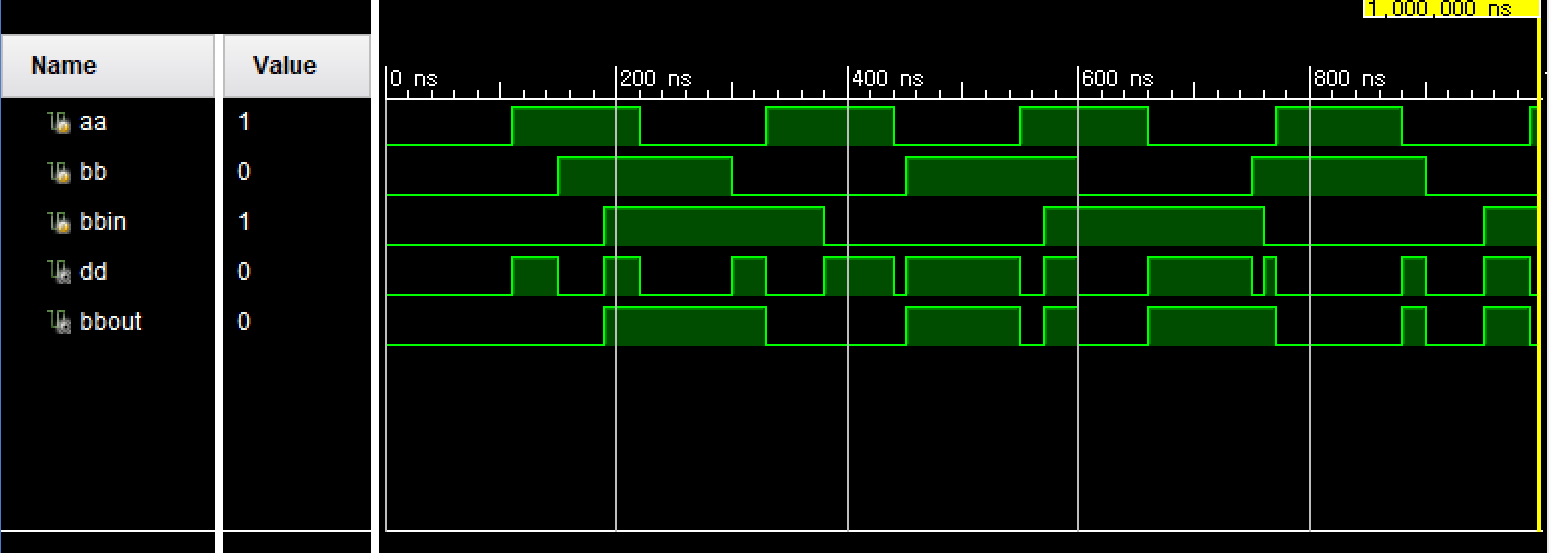 1,000,000 ns
Name Value
0 ns 200 ns 400 ns 600 ns 800 ns
aa 1
bb 0
bbin 1
dd 0
bbout 0